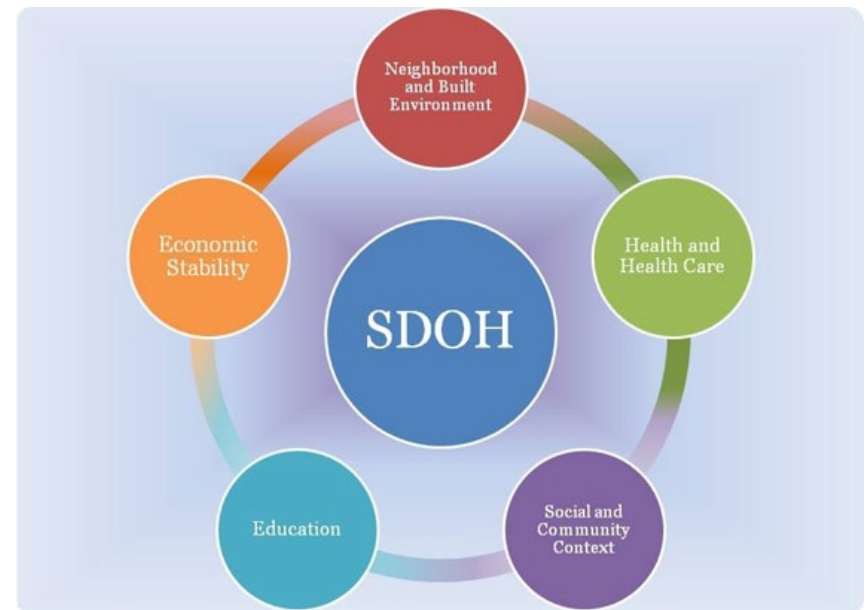 Neighborhood
and Built
Environment
Economic
Stability
Health and
Health Care
SDOH
Education
Social and
Community
Context